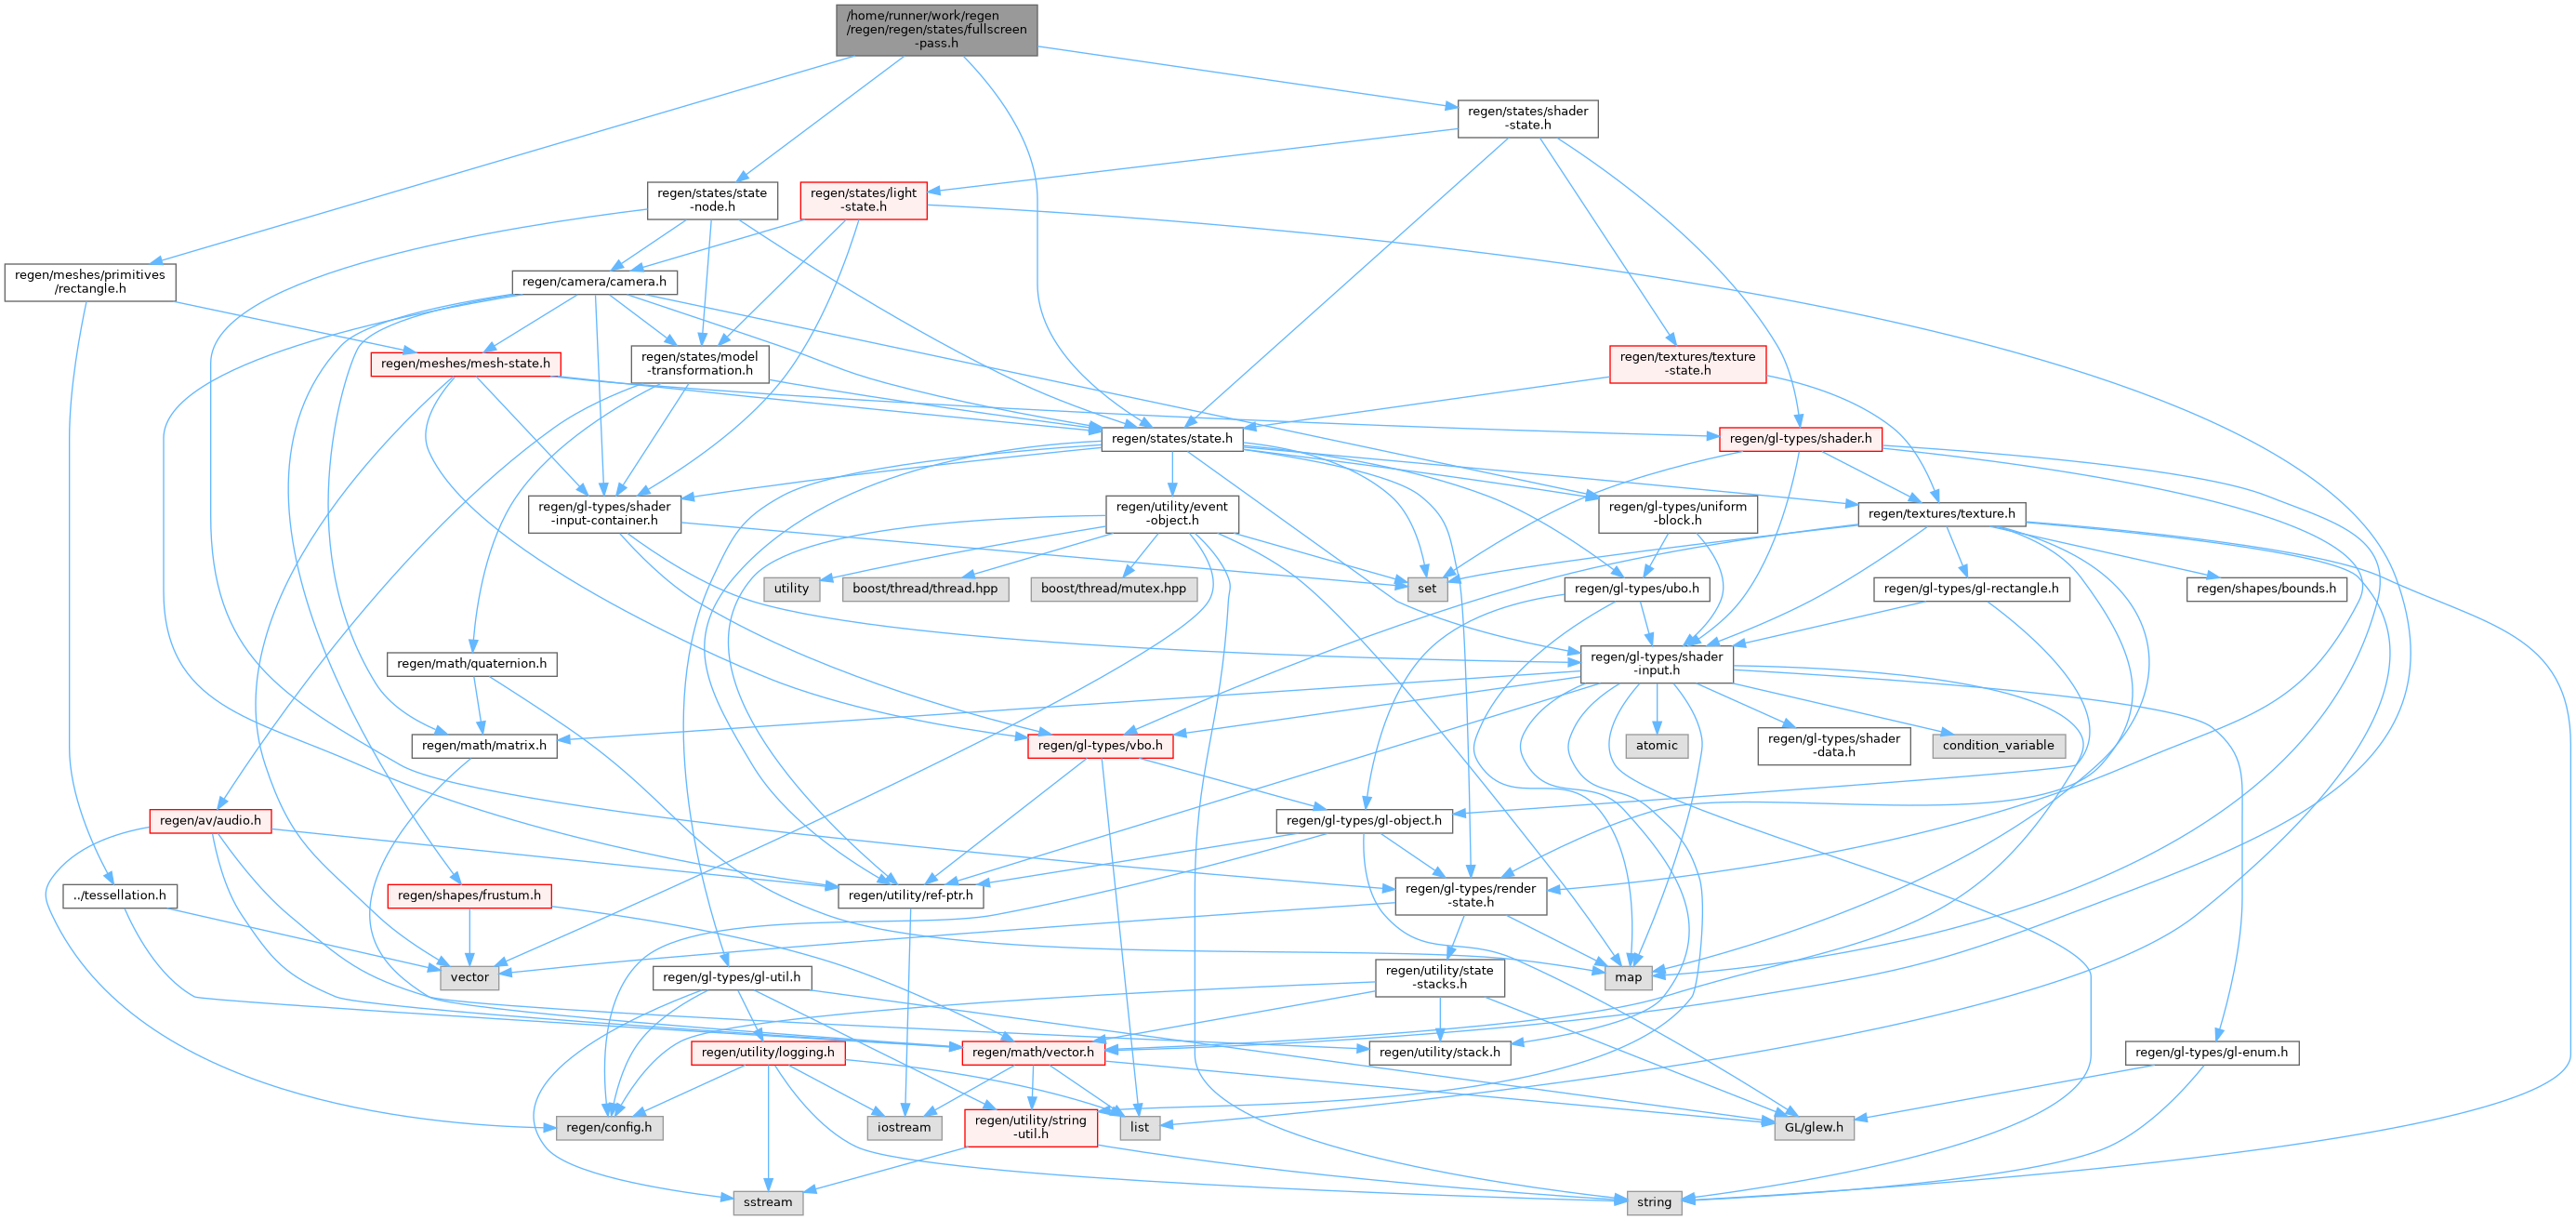 /home/runner/work/regen
/regen/regen/states/fullscreen
-pass.h
regen/states/shader
-state.h
regen/states/state
-node.h
regen/states/light
-state.h
regen/meshes/primitives
/rectangle.h
regen/camera/camera.h
regen/meshes/mesh-state.h
regen/states/model
-transformation.h
regen/textures/texture
-state.h
regen/states/state.h
regen/gl-types/shader.h
regen/gl-types/shader
-input-container.h
regen/utility/event
-object.h
regen/gl-types/uniform
-block.h
regen/textures/texture.h
utility
boost/thread/thread.hpp
boost/thread/mutex.hpp
set
regen/gl-types/ubo.h
regen/gl-types/gl-rectangle.h
regen/shapes/bounds.h
regen/math/quaternion.h
regen/gl-types/shader
-input.h
regen/math/matrix.h
regen/gl-types/vbo.h
atomic
regen/gl-types/shader
-data.h
condition_variable
regen/av/audio.h
regen/gl-types/gl-object.h
../tessellation.h
regen/shapes/frustum.h
regen/utility/ref-ptr.h
regen/gl-types/render
-state.h
vector
regen/gl-types/gl-util.h
regen/utility/state
-stacks.h
map
regen/utility/logging.h
regen/math/vector.h
regen/utility/stack.h
regen/gl-types/gl-enum.h
regen/config.h
iostream
regen/utility/string
-util.h
list
GL/glew.h
sstream
string